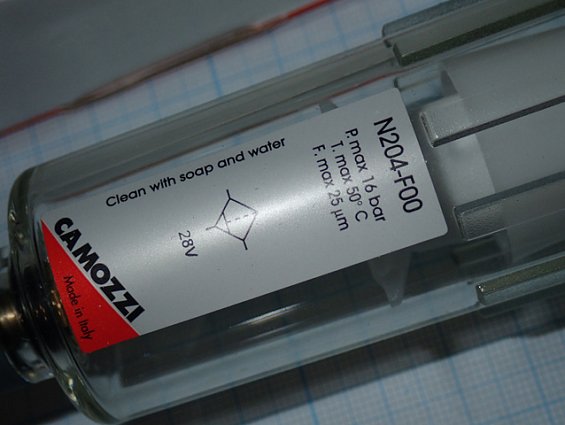 N204-F00
P. max 16 bar
T. max 50° C
F. max 25 µm
Clean with soap and water
28V
CAMOZZI
Made in Italy